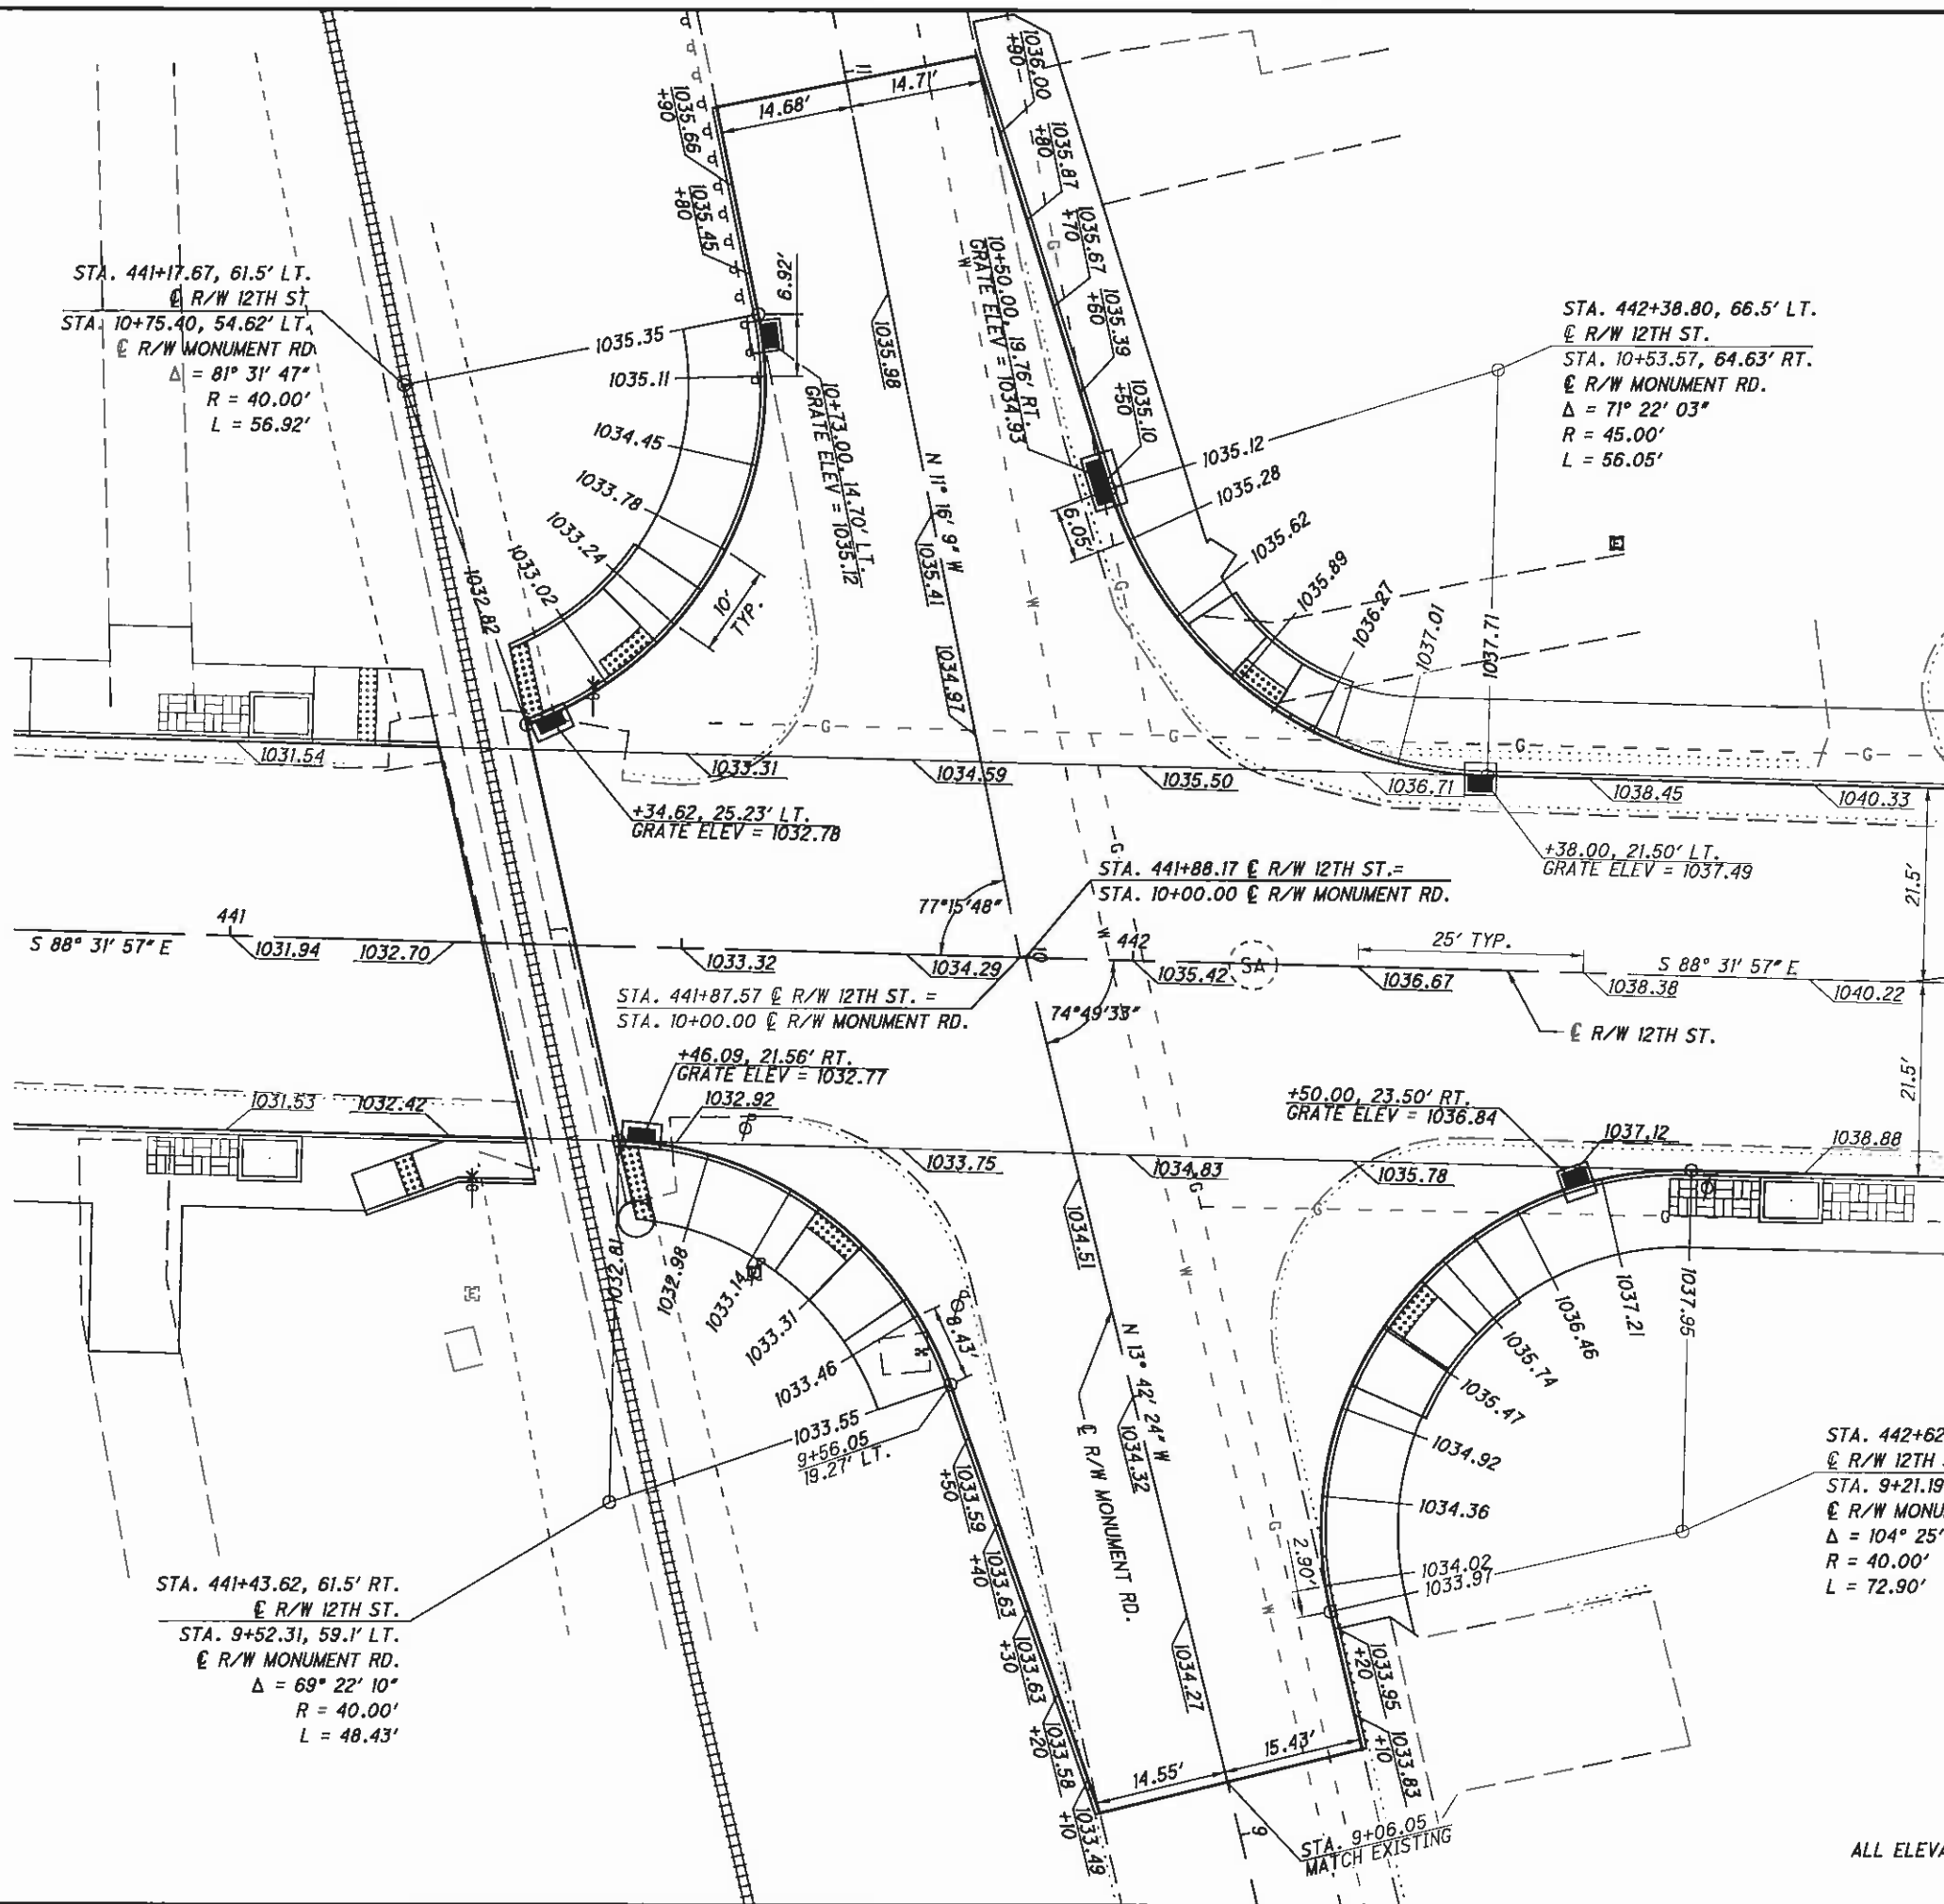 14.68'
14.71'
11
1035.66
+90
1035.45
+80
1036.00
+90
1035.87
+80
1035.67
+70
1035.39
+60
1035.10
+50
6.92'
STA. 441+17.67, 61.5' LT.
℄ R/W 12TH ST
STA. 10+75.40, 54.62' LT.
℄ R/W MONUMENT RD
Δ = 81° 31' 47"
R = 40.00'
L = 56.92'
1035.35
1035.11
1034.45
1033.78
1033.24
1033.02
1032.82
10'
TYP.
10+73.00, 14.70' LT.
GRATE ELEV = 1035.12
1035.98
N 11° 16' 9" W
1035.41
1034.97
10+50.00, 19.76' RT.
GRATE ELEV = 1034.93
W
G
STA. 442+38.80, 66.5' LT.
℄ R/W 12TH ST.
STA. 10+53.57, 64.63' RT.
℄ R/W MONUMENT RD.
Δ = 71° 22' 03"
R = 45.00'
L = 56.05'
1035.12
1035.28
6.05'
1035.62
1035.89
1036.27
1037.01
1037.71
E
W
G
G
G
G
G
1031.54
1033.31
1034.59
1035.50
1036.71
1038.45
1040.33
+34.62, 25.23' LT.
GRATE ELEV = 1032.78
+38.00, 21.50' LT.
GRATE ELEV = 1037.49
G
STA. 441+88.17 ℄ R/W 12TH ST.=
STA. 10+00.00 ℄ R/W MONUMENT RD.
77°15'48"
21.5'
441
S 88° 31' 57" E
1031.94
1032.70
1033.32
1034.29
10
W
442
1035.42
SA
25' TYP.
1036.67
S 88° 31' 57" E
1038.38
1040.22
STA. 441+87.57 ℄ R/W 12TH ST. =
STA. 10+00.00 ℄ R/W MONUMENT RD.
74°49'33"
℄ R/W 12TH ST.
+46.09, 21.56' RT.
GRATE ELEV = 1032.77
1032.92
1031.53
1032.42
+50.00, 23.50' RT.
GRATE ELEV = 1036.84
21.5'
1037.12
1038.88
1033.75
1034.83
1035.78
G
G
G
1034.51
W
1032.81
1032.98
1033.14
1033.31
1033.46
1033.55
8.43'
9+56.05
19.27' LT.
E
1037.95
1037.21
1036.46
1035.74
1035.47
1034.92
1034.36
1034.02
1033.97
2.90'
N 13° 42' 24" W
1034.32
℄ R/W MONUMENT RD.
G
W
1034.27
1033.59
+50
1033.63
+40
1033.63
+30
1033.58
+20
1033.49
+10
1033.95
+20
1033.83
+10
STA. 442+62
℄ R/W 12TH
STA. 9+21.19
℄ R/W MONU
Δ = 104° 25'
R = 40.00'
L = 72.90'
STA. 441+43.62, 61.5' RT.
℄ R/W 12TH ST.
STA. 9+52.31, 59.1' LT.
℄ R/W MONUMENT RD.
Δ = 69° 22' 10"
R = 40.00'
L = 48.43'
14.55'
15.43'
9
STA. 9+06.05
MATCH EXISTING
ALL ELEVA